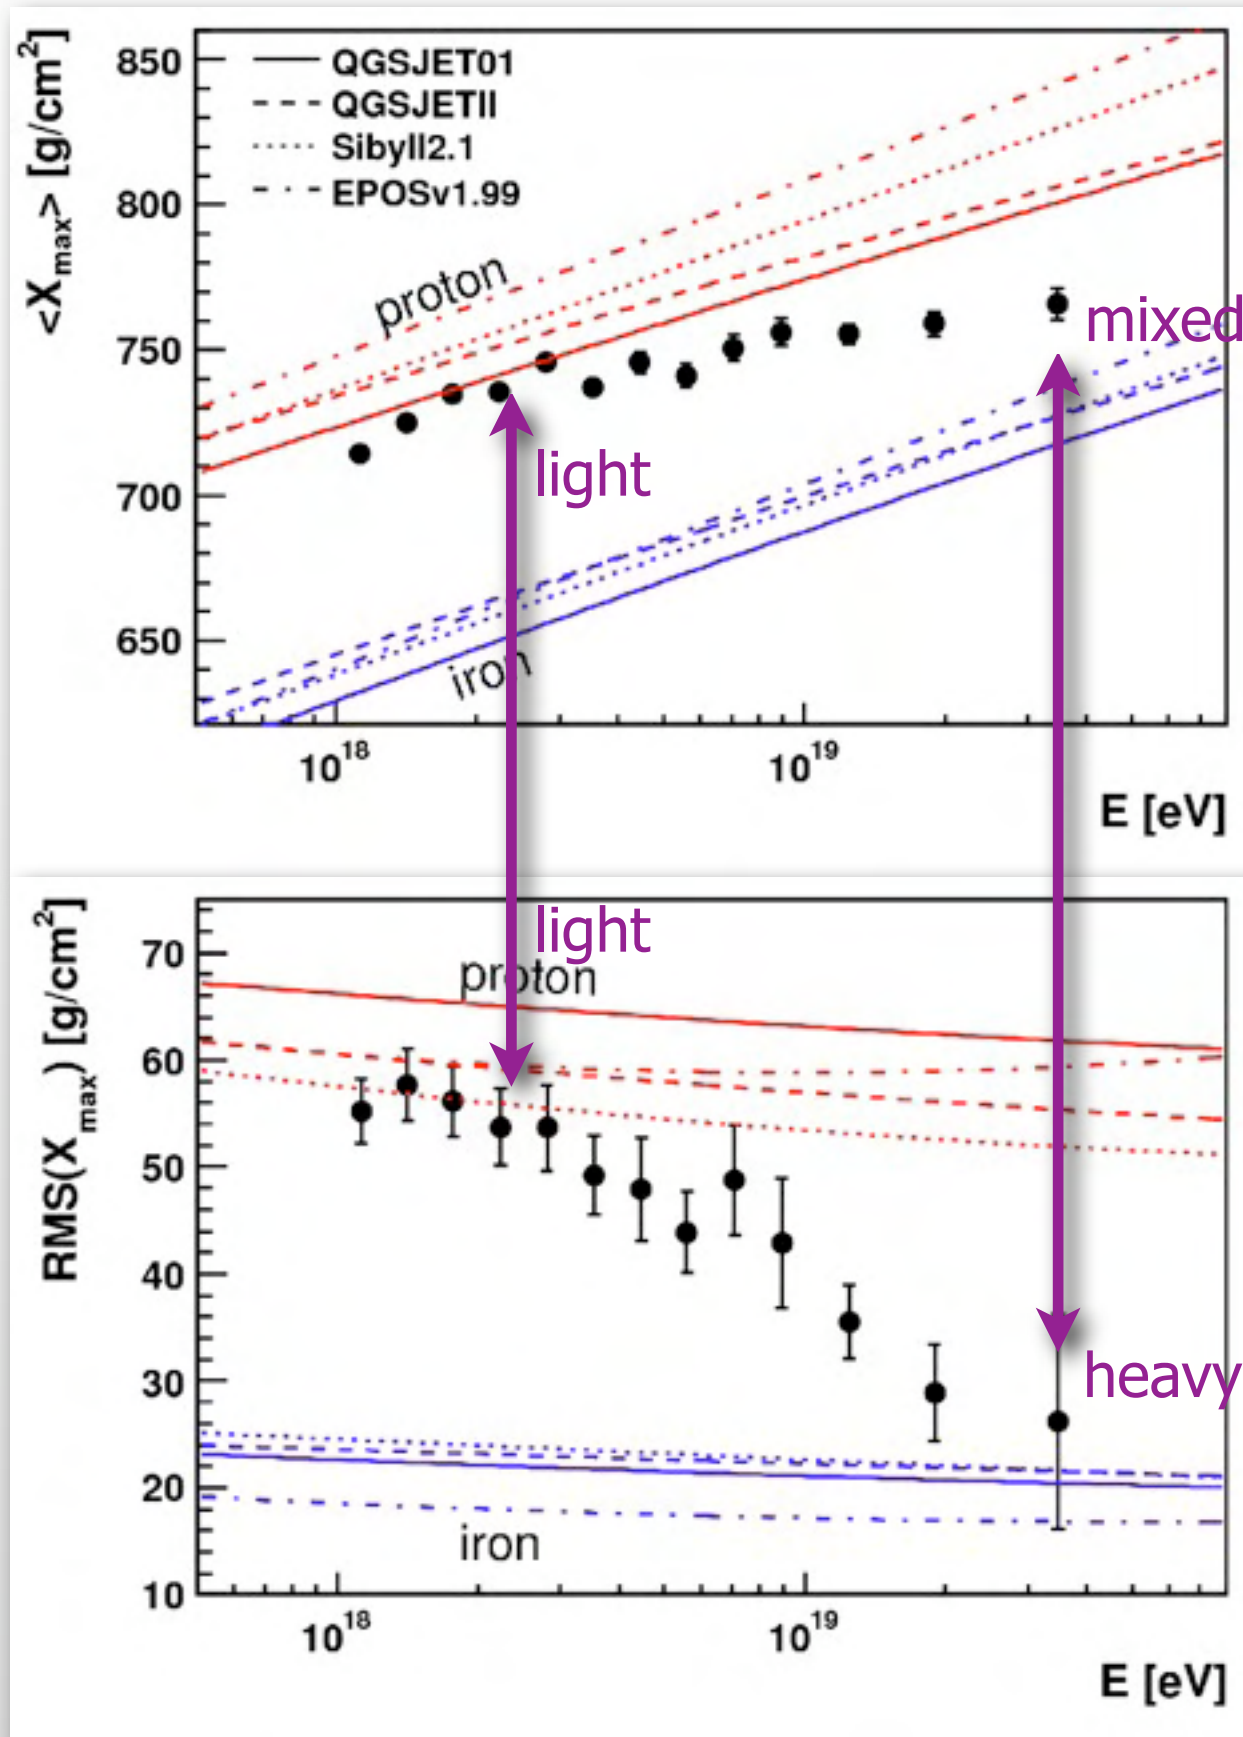 <X_max> [g/cm²]
850
800
750
700
650
QGSJET01
QGSJETII
Sibyll2.1
EPOSv1.99
proton
mixed
light
iron
10¹⁸
10¹⁹
E [eV]
RMS(X_max) [g/cm²]
70
60
50
40
30
20
10
light
proton
heavy
iron
10¹⁸
10¹⁹
E [eV]